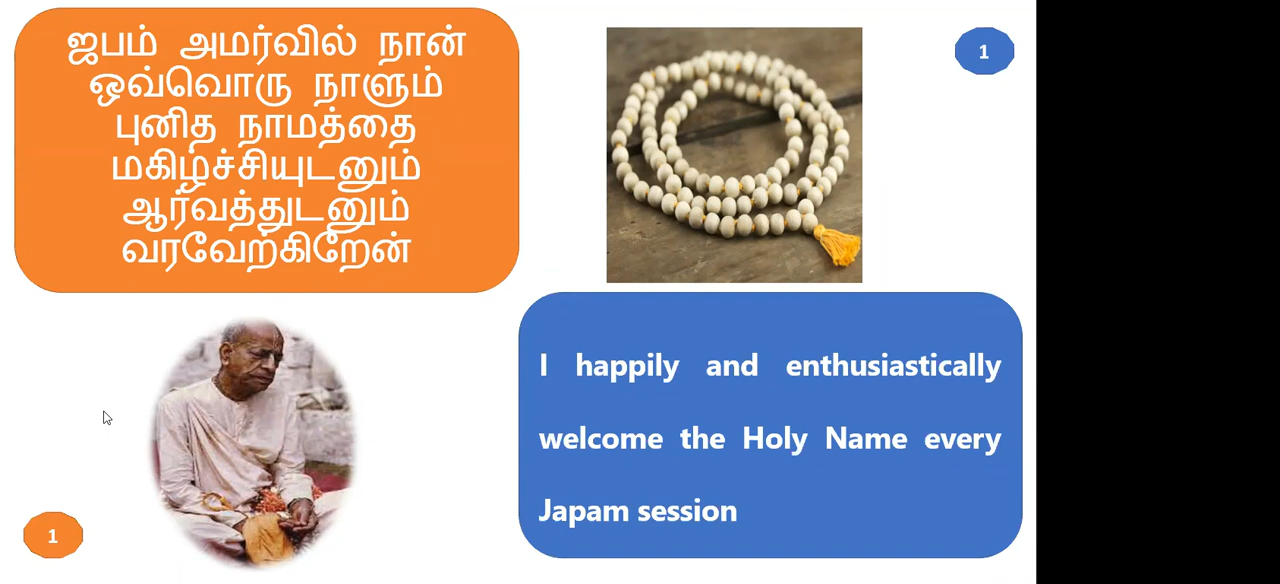 ஜபம் அமர்வில் நான்
ஒவ்வொரு நாளும்
புனித நாமத்தை
மகிழ்ச்சியுடனும்
ஆர்வத்துடனும்
வரவேற்கிறேன்
1
1
I happily and enthusiastically
welcome the Holy Name every
Japam session